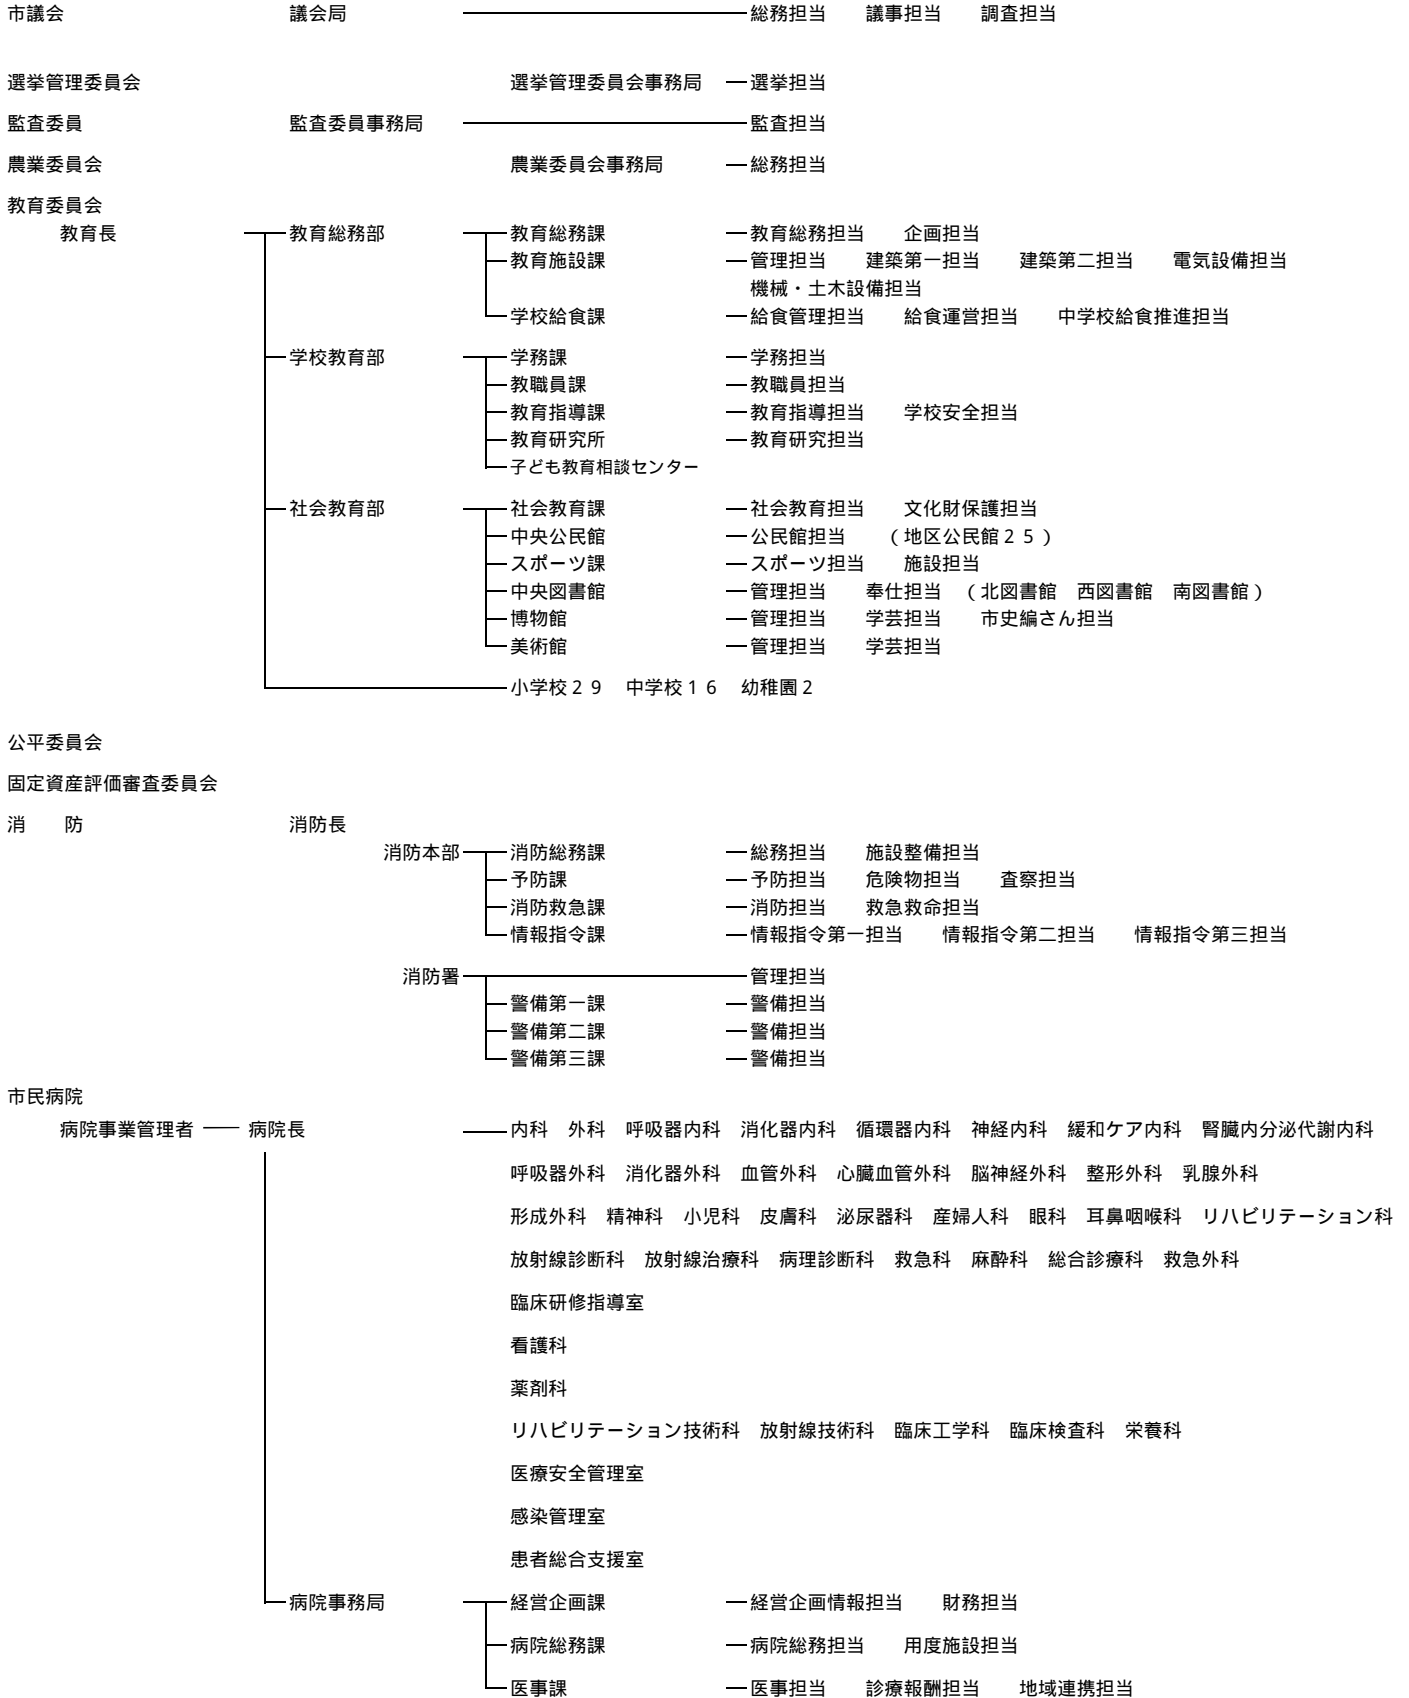 市議会　議会局　総務担当　議事担当　調査担当
選挙管理委員会　選挙管理委員会事務局　選挙担当
監査委員　監査委員事務局　監査担当
農業委員会　農業委員会事務局　総務担当
教育委員会
教育長　教育総務部　教育総務課　教育総務担当　企画担当
教育施設課　管理担当　建築第一担当　建築第二担当　電気設備担当
機械・土木設備担当
学校給食課　給食管理担当　給食運営担当　中学校給食推進担当
学校教育部　学務課　学務担当
教職員課　教職員担当
教育指導課　教育指導担当　学校安全担当
教育研究所　教育研究担当
子ども教育相談センター
社会教育部　社会教育課　社会教育担当　文化財保護担当
中央公民館　公民館担当　（地区公民館２５）
スポーツ課　スポーツ担当　施設担当
中央図書館　管理担当　奉仕担当　（北図書館　西図書館　南図書館）
博物館　管理担当　学芸担当　市史編さん担当
美術館　管理担当　学芸担当
小学校２９　中学校１６　幼稚園２
公平委員会
固定資産評価審査委員会
消　防　消防長
消防本部　消防総務課　総務担当　施設整備担当
予防課　予防担当　危険物担当　査察担当
消防救急課　消防担当　救急救命担当
情報指令課　情報指令第一担当　情報指令第二担当　情報指令第三担当
消防署　管理担当
警備第一課　警備担当
警備第二課　警備担当
警備第三課　警備担当
市民病院
病院事業管理者　病院長　内科　外科　呼吸器内科　消化器内科　循環器内科　神経内科　緩和ケア内科　腎臓内分泌代謝内科
呼吸器外科　消化器外科　血管外科　心臓血管外科　脳神経外科　整形外科　乳腺外科
形成外科　精神科　小児科　皮膚科　泌尿器科　産婦人科　眼科　耳鼻咽喉科　リハビリテーション科
放射線診断科　放射線治療科　病理診断科　救急科　麻酔科　総合診療科　救急外科
臨床研修指導室
看護科
薬剤科
リハビリテーション技術科　放射線技術科　臨床工学科　臨床検査科　栄養科
医療安全管理室
感染管理室
患者総合支援室
病院事務局　経営企画課　経営企画情報担当　財務担当
病院総務課　病院総務担当　用度施設担当
医事課　医事担当　診療報酬担当　地域連携担当